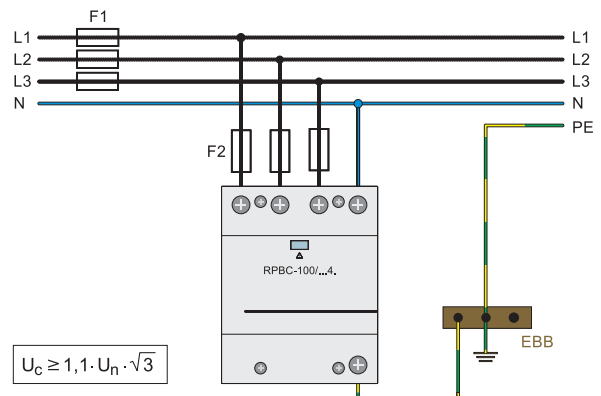 F1
L1 L1
L2 L2
L3 L3
N N
PE
F2
RPBC-100/...4.
EBB
Uc ≥ 1,1 · Un · √3